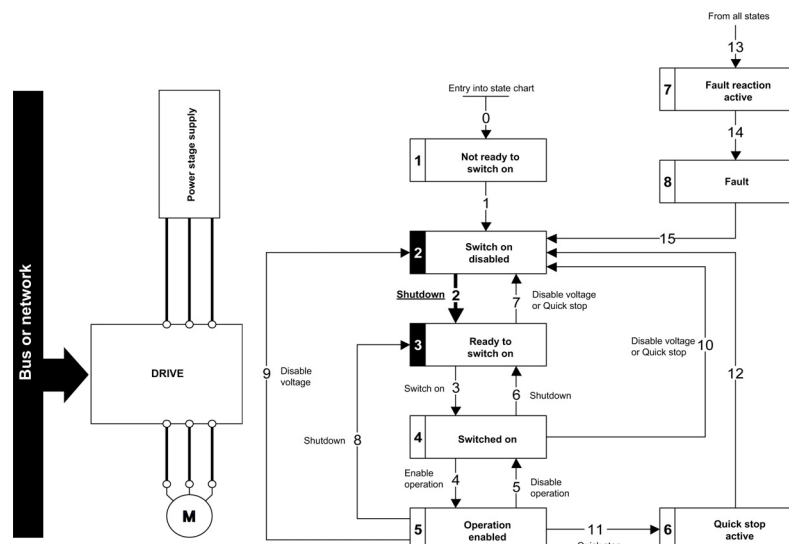 From all states
13
7
Fault reaction
active
14
8
Fault
15
Entry into state chart
0
1
Not ready to
switch on
1
2
Switch on
disabled
Shutdown 2
7
Disable voltage
or Quick stop
3
Ready to
switch on
Switch on 3
6 Shutdown
4
Switched on
Enable
operation
4
5
Disable
operation
5
Operation
enabled
11
Quick stop
6
Quick stop
active
Disable voltage
or Quick stop
10
12
9
Disable
voltage
Shutdown 8
Bus or network
Power stage supply
DRIVE
M